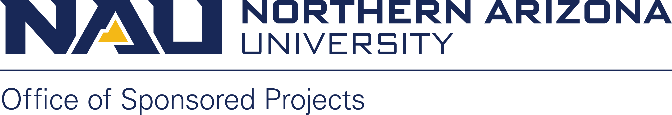 NAU NORTHERN ARIZONA
UNIVERSITY
Office of Sponsored Projects